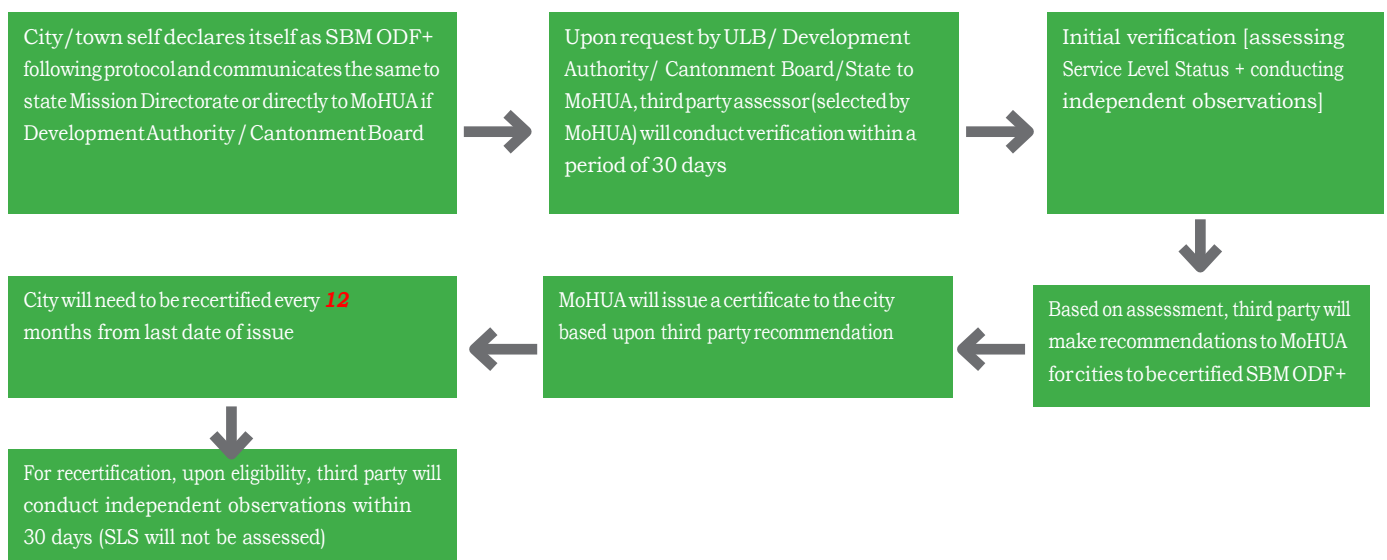 City/town self declares itself as SBM ODF+
following protocol and communicates the same to
state Mission Directorate or directly to MoHUA if
Development Authority / Cantonment Board
Upon request by ULB/ Development
Authority/ Cantonment Board/State to
MoHUA, third party assessor (selected by
MoHUA) will conduct verification within a
period of 30 days
Initial verification [assessing
Service Level Status + conducting
independent observations]
Based on assessment, third party will
make recommendations to MoHUA
for cities to be certified SBM ODF+
MoHUA will issue a certificate to the city
based upon third party recommendation
City will need to be recertified every 12
months from last date of issue
For recertification, upon eligibility, third party will
conduct independent observations within
30 days (SLS will not be assessed)